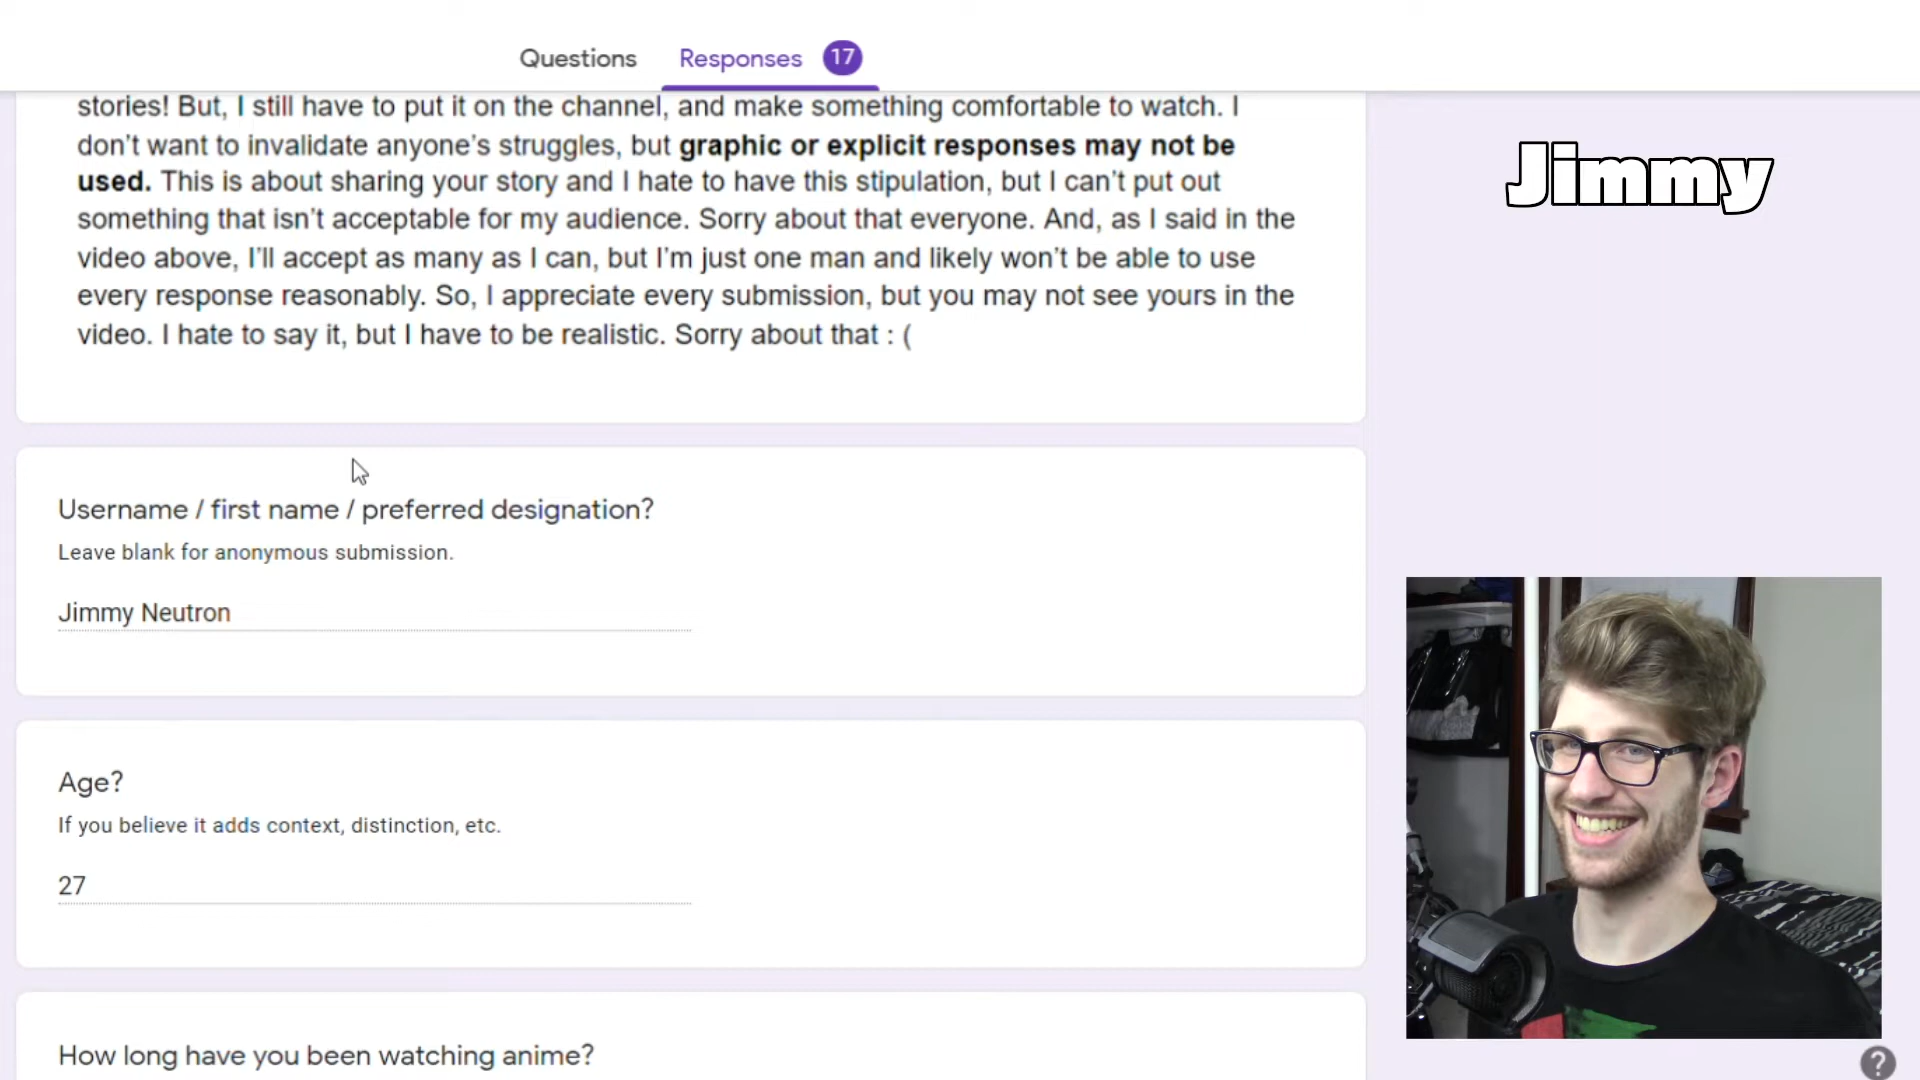 Questions Responses 17
stories! But, I still have to put it on the channel, and make something comfortable to watch. I
don't want to invalidate anyone's struggles, but graphic or explicit responses may not be
used. This is about sharing your story and I hate to have this stipulation, but I can't put out
something that isn't acceptable for my audience. Sorry about that everyone. And, as I said in the
video above, I'll accept as many as I can, but I'm just one man and likely won't be able to use
every response reasonably. So, I appreciate every submission, but you may not see yours in the
video. I hate to say it, but I have to be realistic. Sorry about that : (
Jimmy
Username / first name / preferred designation?
Leave blank for anonymous submission.
Jimmy Neutron
Age?
If you believe it adds context, distinction, etc.
27
How long have you been watching anime?
?